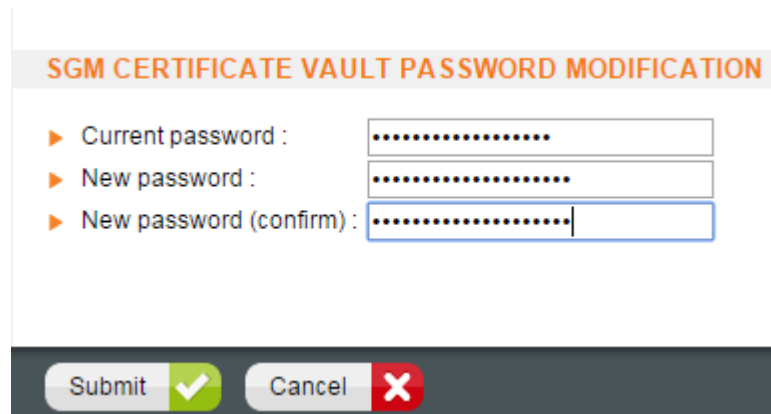 SGM CERTIFICATE VAULT PASSWORD MODIFICATION
Current password : ••••••••••••••••••
New password : ••••••••••••••••••••
New password (confirm) : ••••••••••••••••••••
Submit Cancel